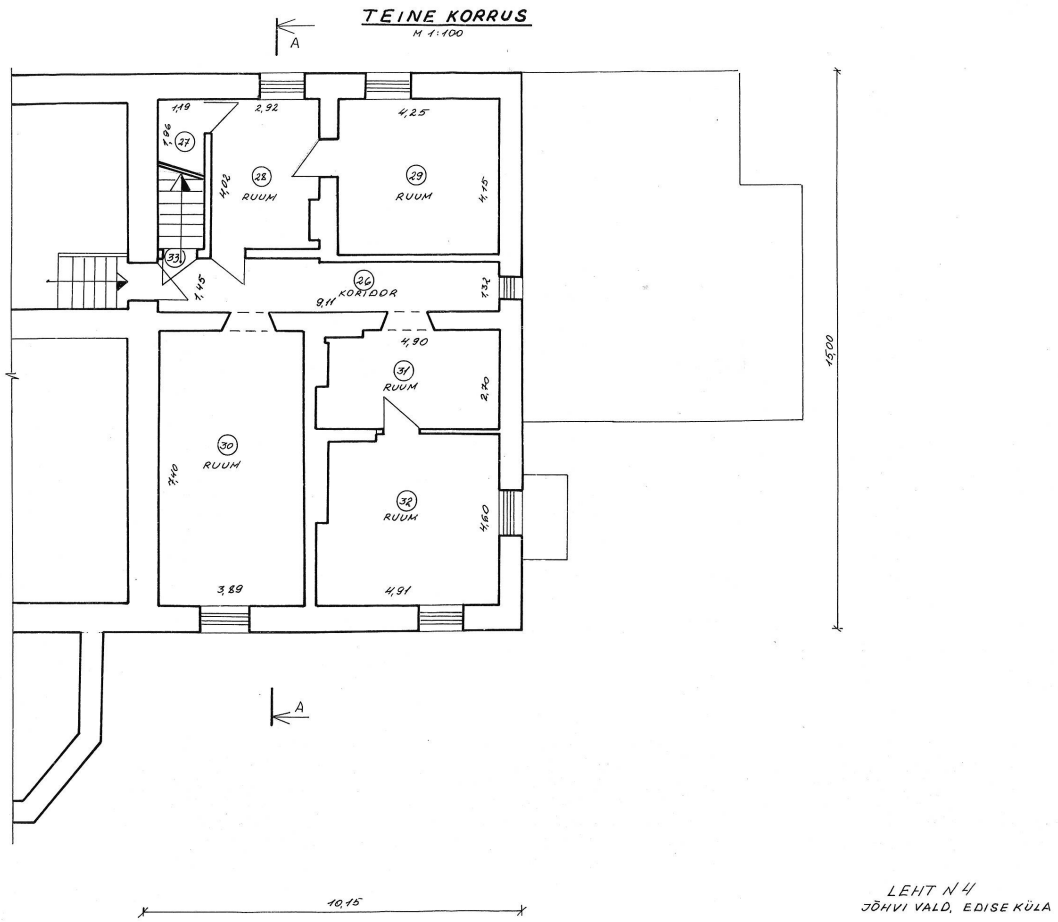 TEINE KORRUS
M 1:100
A
1,19
2,92
4,25
1,96
27
28
RUUM
4,02
29
RUUM
4,15
33
1,45
26
KORIDOR
9,11
1,32
4,90
31
RUUM
2,70
15,00
30
RUUM
7,40
32
RUUM
4,60
3,89
4,91
A
10,15
LEHT N 4
JÕHVI VALD, EDISE KÜLA